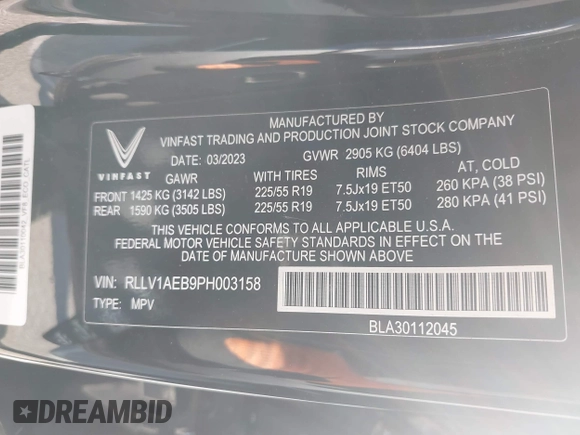 MANUFACTURED BY
VINFAST TRADING AND PRODUCTION JOINT STOCK COMPANY
VINFAST
DATE: 03/2023 GVWR 2905 KG (6404 LBS)
GAWR WITH TIRES WITH RIMS AT, COLD
FRONT 1425 KG (3142 LBS) 225/55 R19 7.5Jx19 ET50 260 KPA (38 PSI)
REAR 1590 KG (3505 LBS) 225/55 R19 7.5Jx19 ET50 280 KPA (41 PSI)
THIS VEHICLE CONFORMS TO ALL APPLICABLE U.S.A.
FEDERAL MOTOR VEHICLE SAFETY STANDARDS IN EFFECT ON THE
DATE OF MANUFACTURE SHOWN ABOVE
VIN: RLLV1AEB9PH003158
TYPE: MPV
BLA30112045
DREAMBID